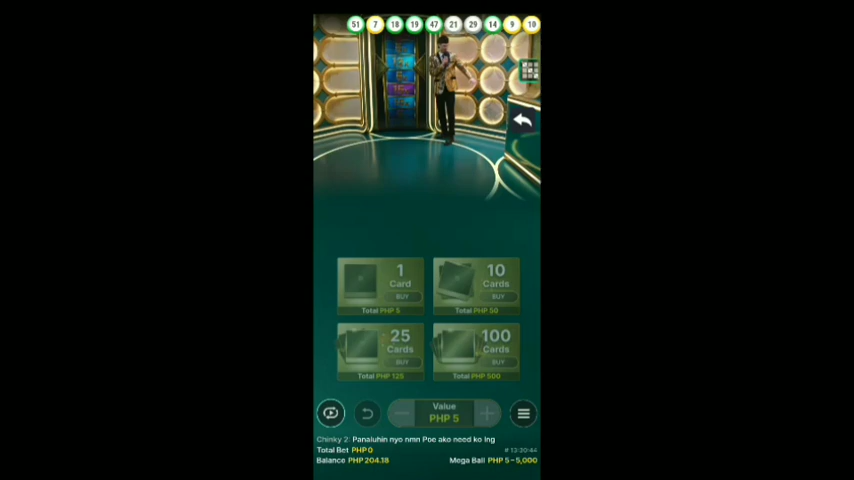 51 7 18 19 47 21 29 14 9 10
1
Card
BUY
Total PHP 5
10
Cards
BUY
Total PHP 50
25
Cards
BUY
Total PHP 125
100
Cards
BUY
Total PHP 500
Value
PHP 5
Chinky 2: Panaluhin nyo nmn Poe ako need ko lng
Total Bet PHP 0
# 13:20:44
Balance PHP 204.18
Mega Ball PHP 5–5,000